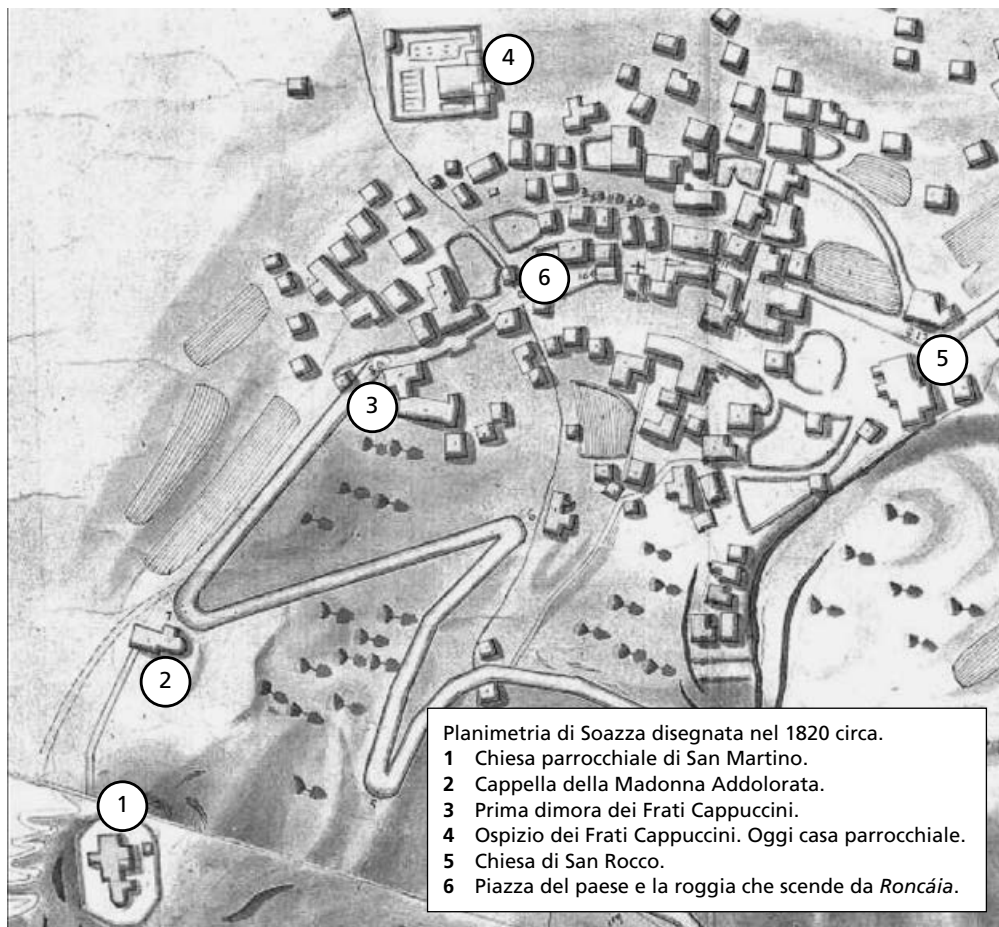 4
6
5
3
2
1
Planimetria di Soazza disegnata nel 1820 circa.
1 Chiesa parrocchiale di San Martino.
2 Cappella della Madonna Addolorata.
3 Prima dimora dei Frati Cappuccini.
4 Ospizio dei Frati Cappuccini. Oggi casa parrocchiale.
5 Chiesa di San Rocco.
6 Piazza del paese e la roggia che scende da Roncáia.